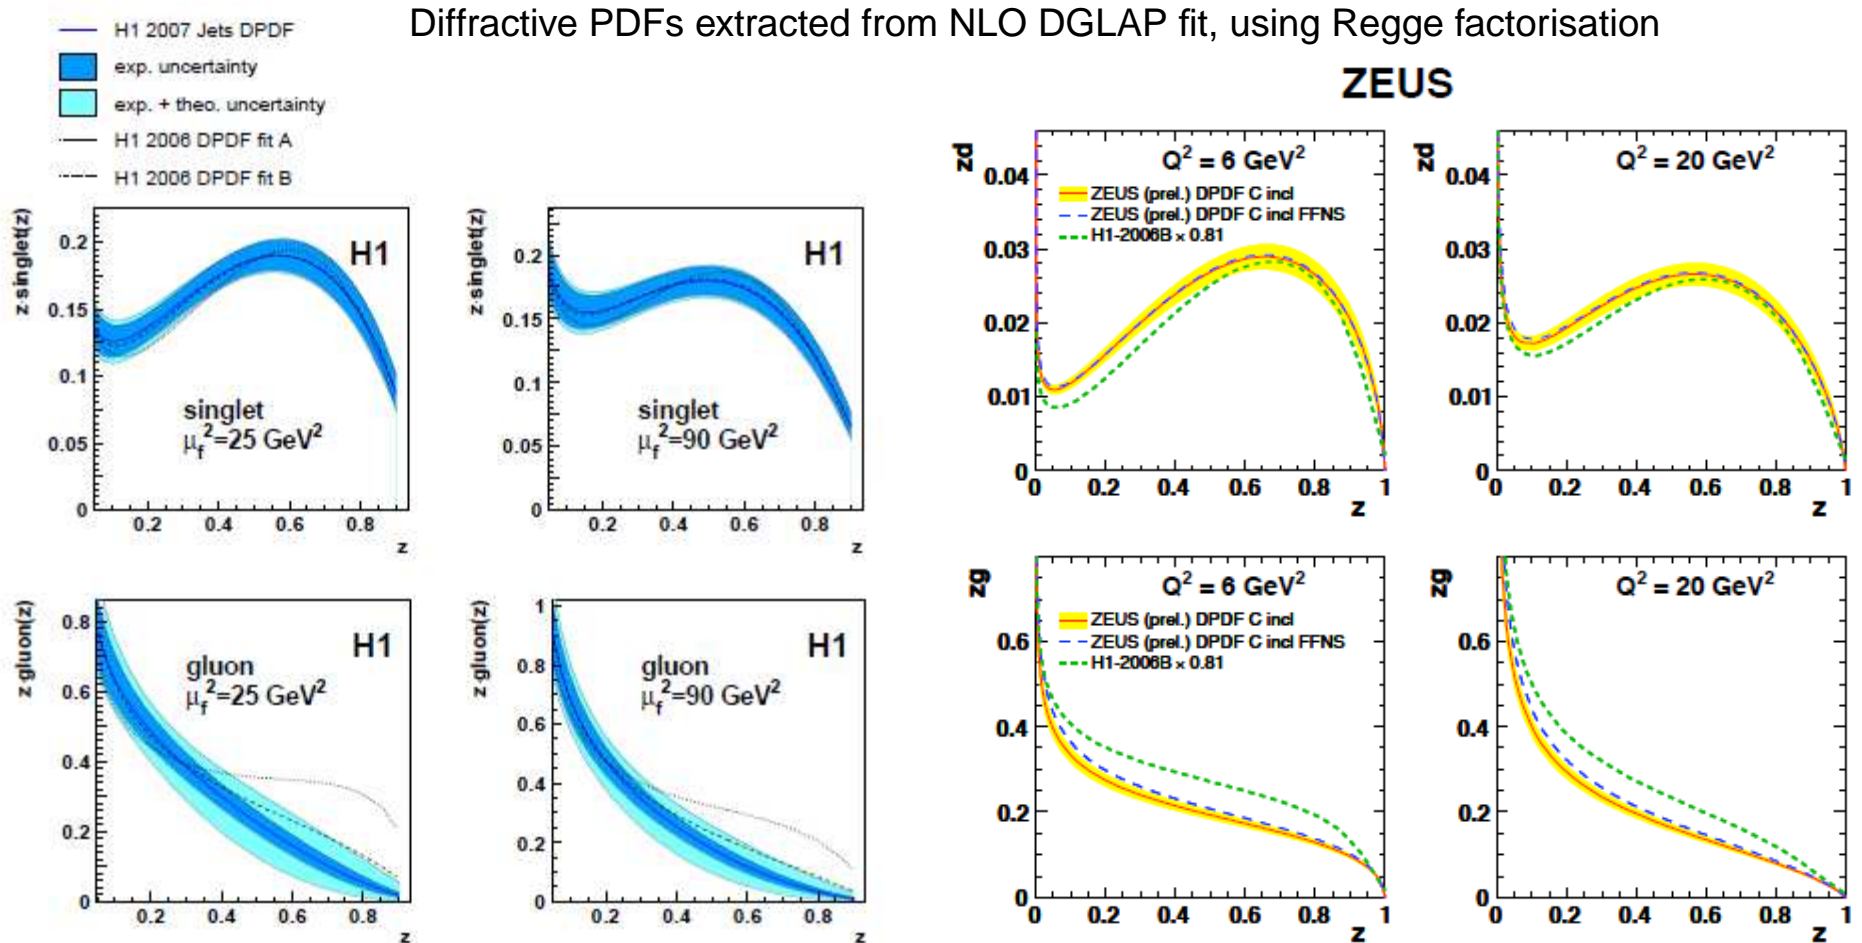 Diffractive PDFs extracted from NLO DGLAP fit, using Regge factorisation
H1 2007 Jets DPDF
exp. uncertainty
exp. + theo. uncertainty
H1 2006 DPDF fit A
H1 2006 DPDF fit B
z·singlet(z)
0.2
0.15
0.1
0.05
0
H1
singlet
μf²=25 GeV²
0.2 0.4 0.6 0.8
z
0.2
0.15
0.1
0.05
0
H1
singlet
μf²=90 GeV²
0.2 0.4 0.6 0.8
z
z gluon(z)
0.8
0.6
0.4
0.2
0
H1
gluon
μf²=25 GeV²
0.2 0.4 0.6 0.8
z
z gluon(z)
1
0.8
0.6
0.4
0.2
0
H1
gluon
μf²=90 GeV²
0.2 0.4 0.6 0.8
z
ZEUS
zd
0.04
0.03
0.02
0.01
0
Q² = 6 GeV²
ZEUS (prel.) DPDF C incl
ZEUS (prel.) DPDF C incl FFNS
H1-2006B × 0.81
0 0.2 0.4 0.6 0.8 1
z
zd
0.04
0.03
0.02
0.01
0
Q² = 20 GeV²
0 0.2 0.4 0.6 0.8 1
z
zg
0.6
0.4
0.2
0
Q² = 6 GeV²
ZEUS (prel.) DPDF C incl
ZEUS (prel.) DPDF C incl FFNS
H1-2006B × 0.81
0 0.2 0.4 0.6 0.8 1
z
zg
0.6
0.4
0.2
0
Q² = 20 GeV²
0 0.2 0.4 0.6 0.8 1
z